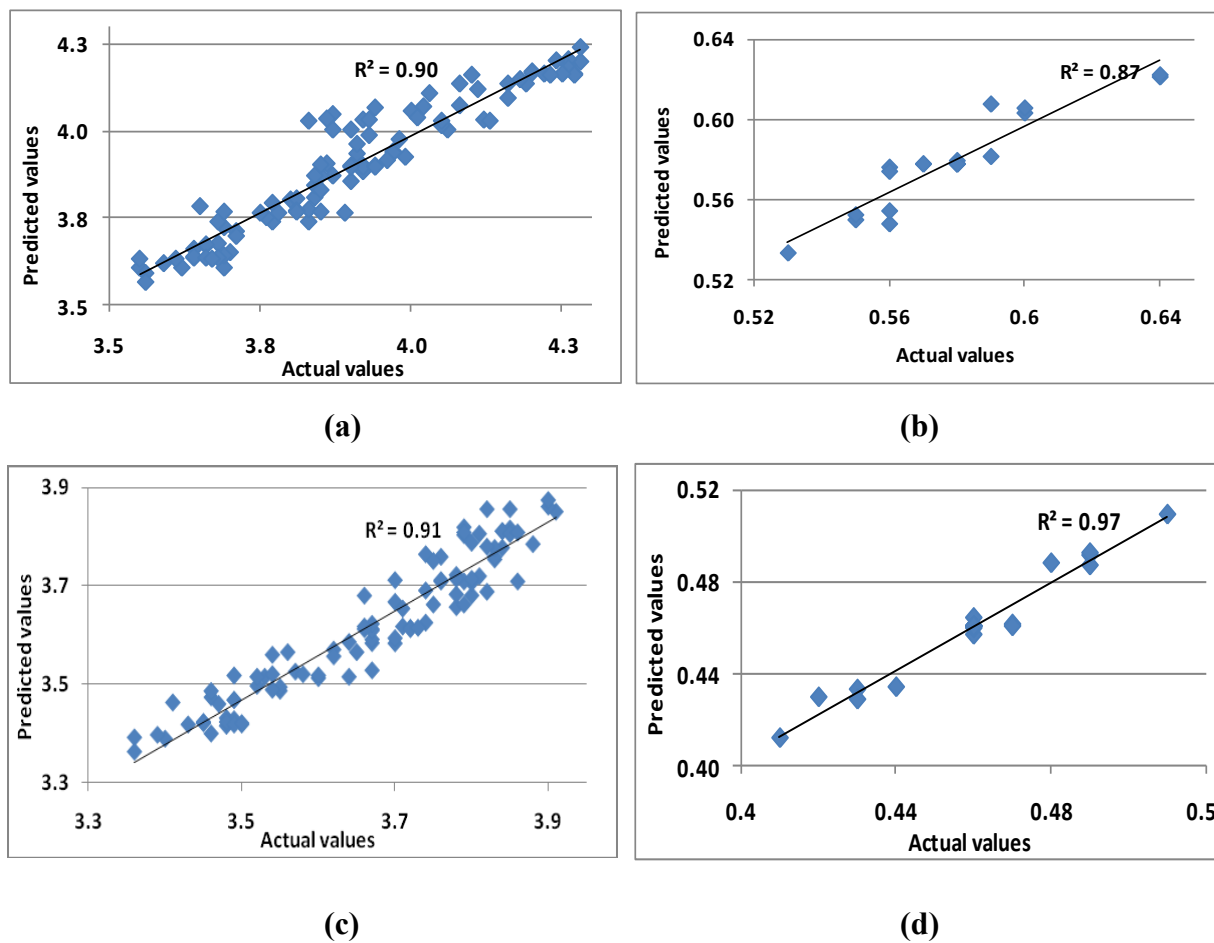 4.3
4.0
3.8
3.5
Predicted values
R² = 0.90
3.5 3.8 4.0 4.3
Actual values
(a)
0.64
0.60
0.56
0.52
Predicted values
R² = 0.87
0.52 0.56 0.6 0.64
Actual values
(b)
3.9
3.7
3.5
3.3
Predicted values
R² = 0.91
3.3 3.5 3.7 3.9
Actual values
(c)
0.52
0.48
0.44
0.40
Predicted values
R² = 0.97
0.4 0.44 0.48 0.5
Actual values
(d)